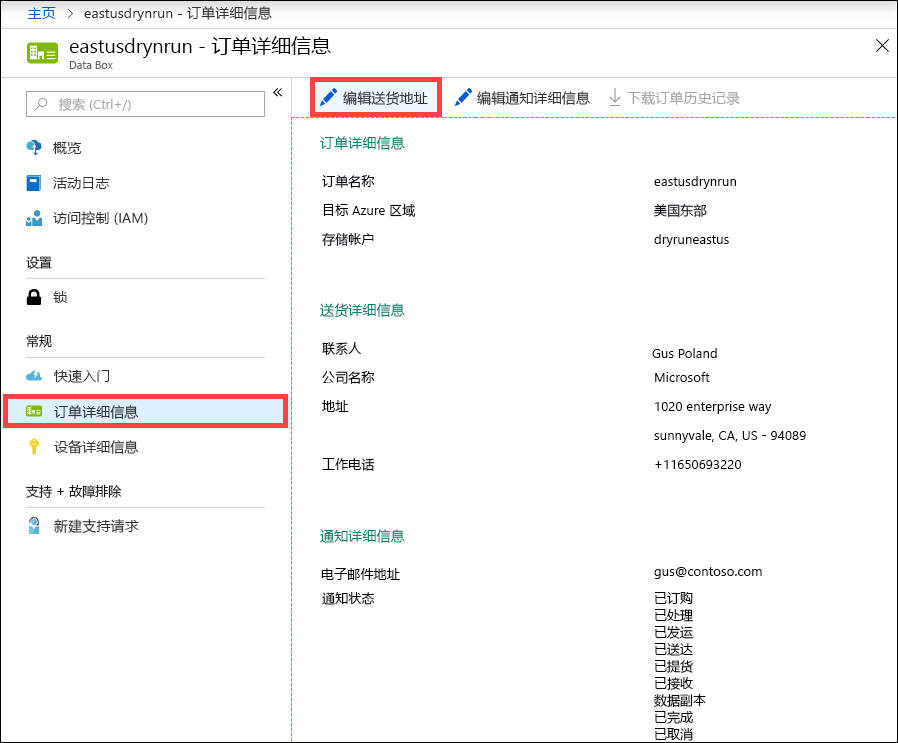 主页 > eastusdrynrun - 订单详细信息
eastusdrynrun - 订单详细信息
Data Box
搜索 (Ctrl+/)
«
概览
活动日志
访问控制 (IAM)
设置
锁
常规
快速入门
订单详细信息
设备详细信息
支持 + 故障排除
新建支持请求
编辑送货地址 编辑通知详细信息 下载订单历史记录
订单详细信息
订单名称 eastusdrynrun
目标 Azure 区域 美国东部
存储帐户 dryruneastus
送货详细信息
联系人 Gus Poland
公司名称 Microsoft
地址 1020 enterprise way
sunnyvale, CA, US - 94089
工作电话 +11650693220
通知详细信息
电子邮件地址 gus@contoso.com
通知状态 已订购
已处理
已发运
已送达
已提货
已接收
数据副本
已完成
已取消